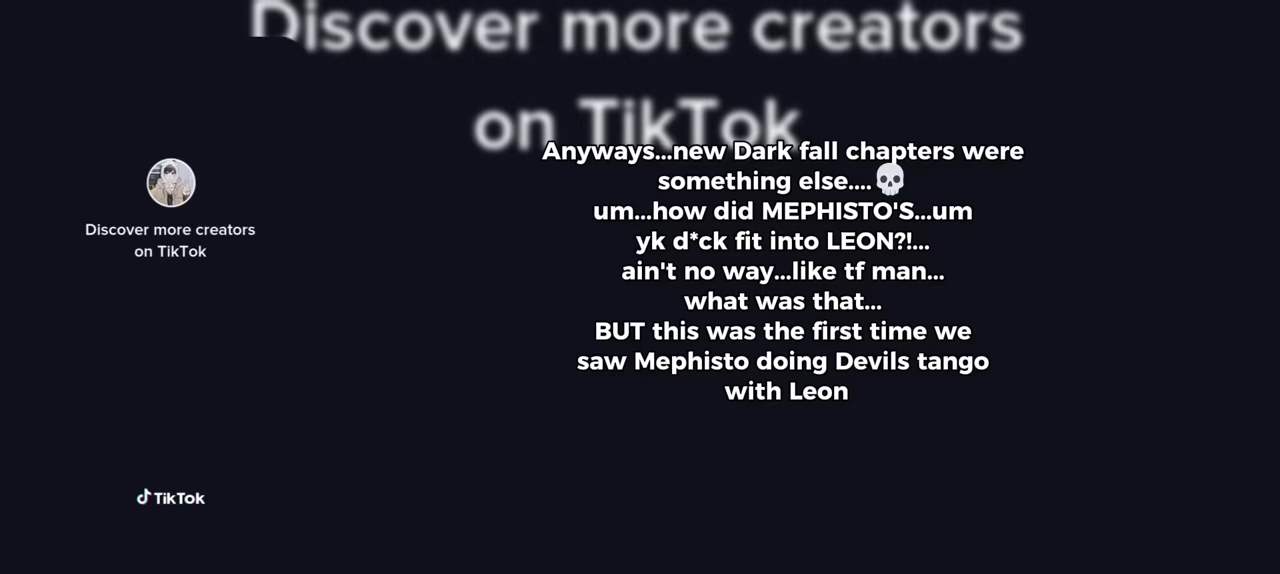 Discover more creators
on TikTok
Discover more creators
on TikTok
TikTok
Anyways...new Dark fall chapters were
something else....💀
um...how did MEPHISTO'S...um
yk d*ck fit into LEON?!...
ain't no way...like tf man...
what was that...
BUT this was the first time we
saw Mephisto doing Devils tango
with Leon